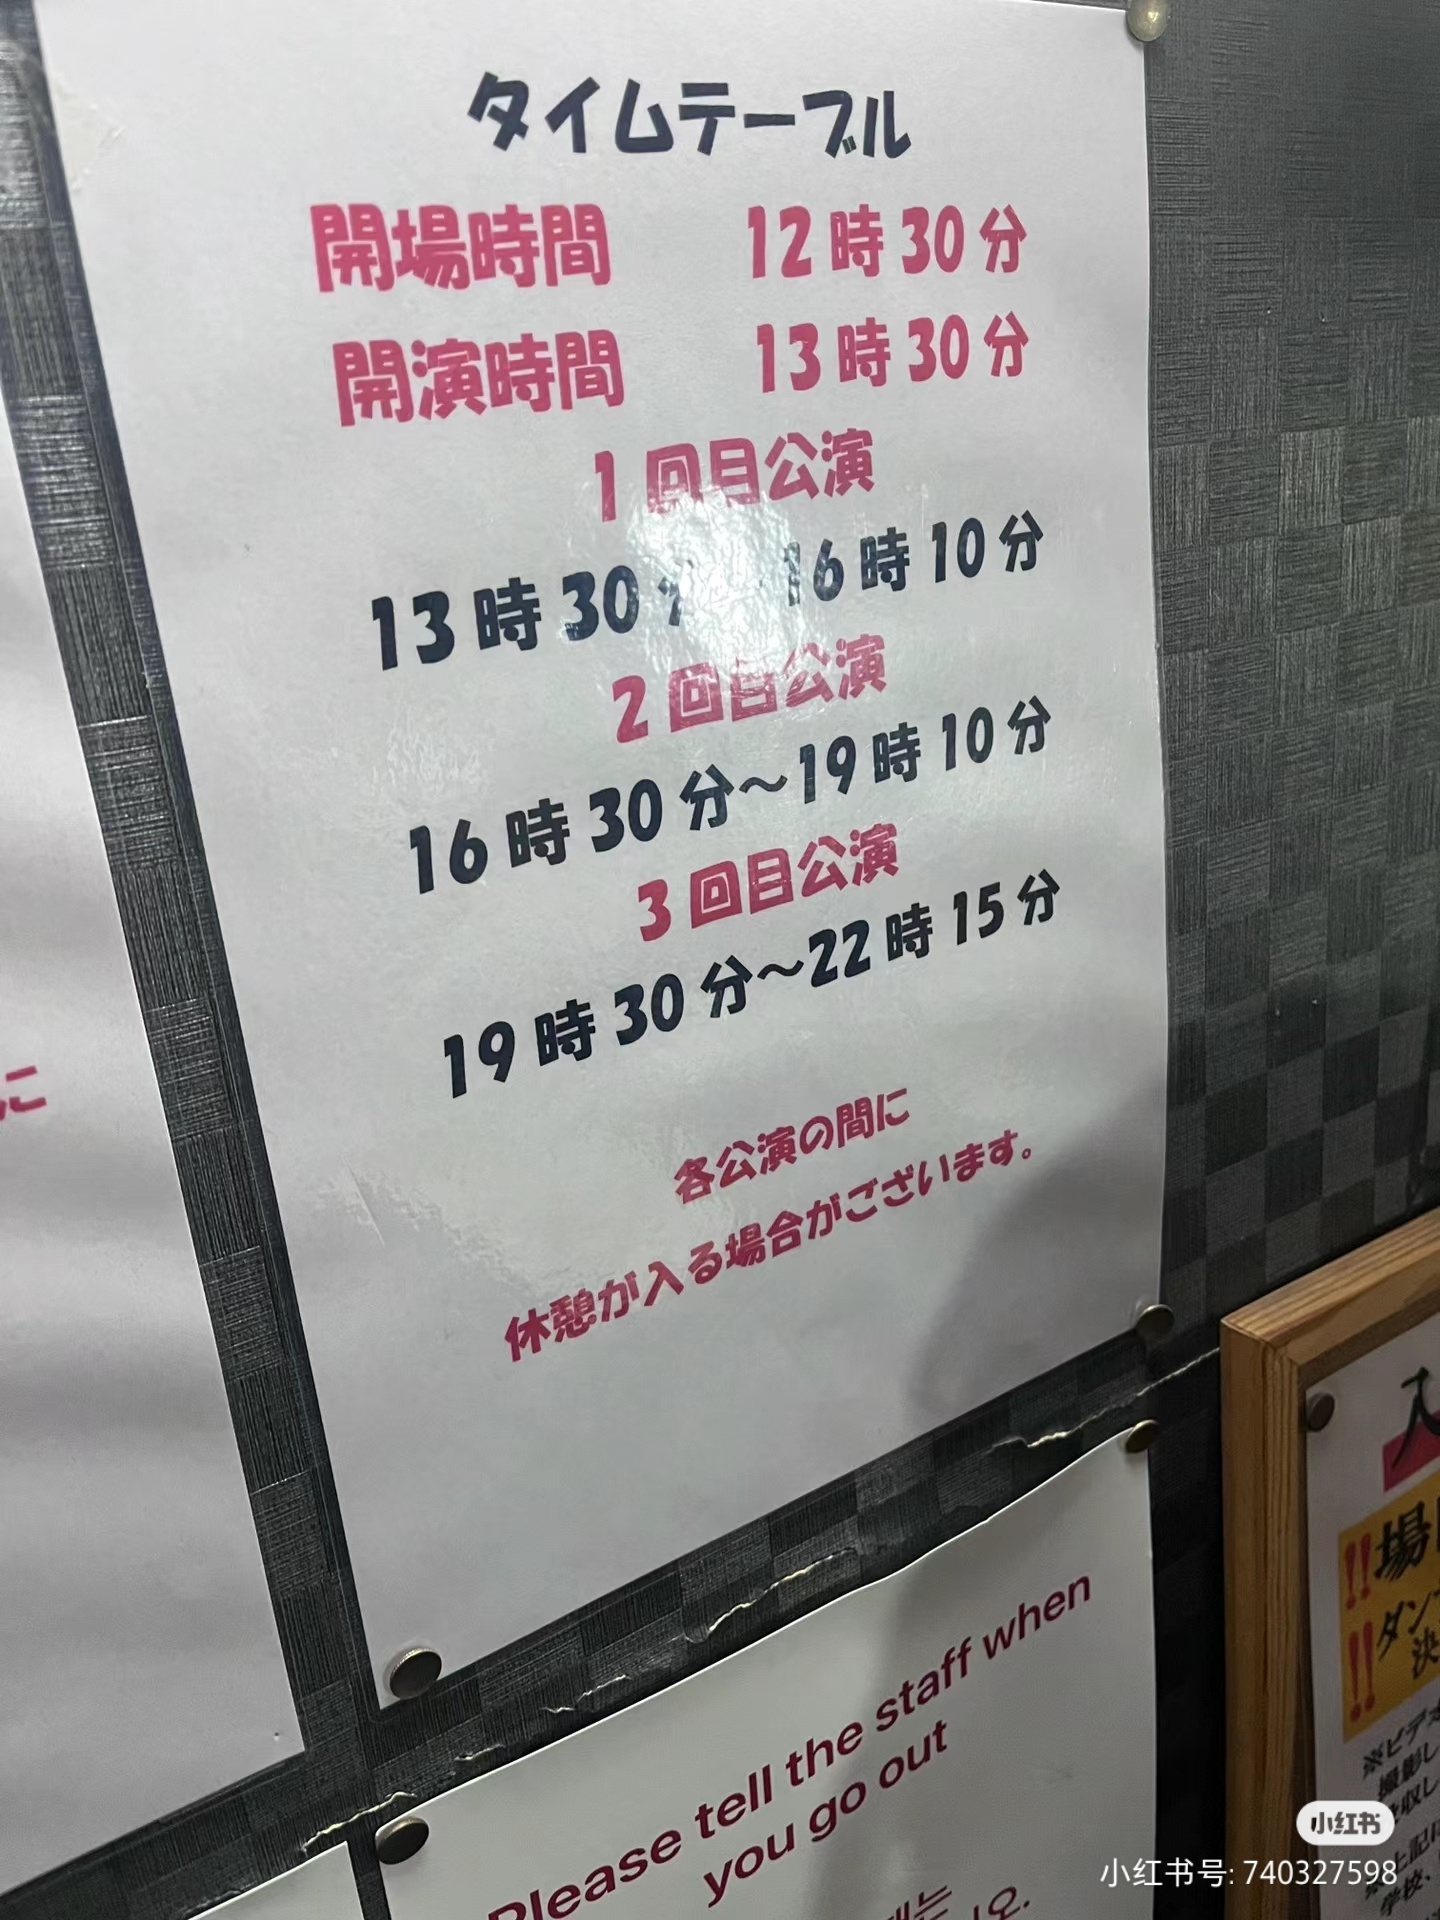 タイムテーブル
開場時間 12時30分
開演時間 13時30分
1回目公演
13時30分 16時10分
2回目公演
16時30分～19時10分
3回目公演
19時30分～22時15分
各公演の間に
休憩が入る場合がございます。
に
Please tell the staff when
you go out
는
오.
入
!!場
!!ダン
決
※ビデオ
撮影し
収し
上記に
学校、
小红书
小红书号: 740327598